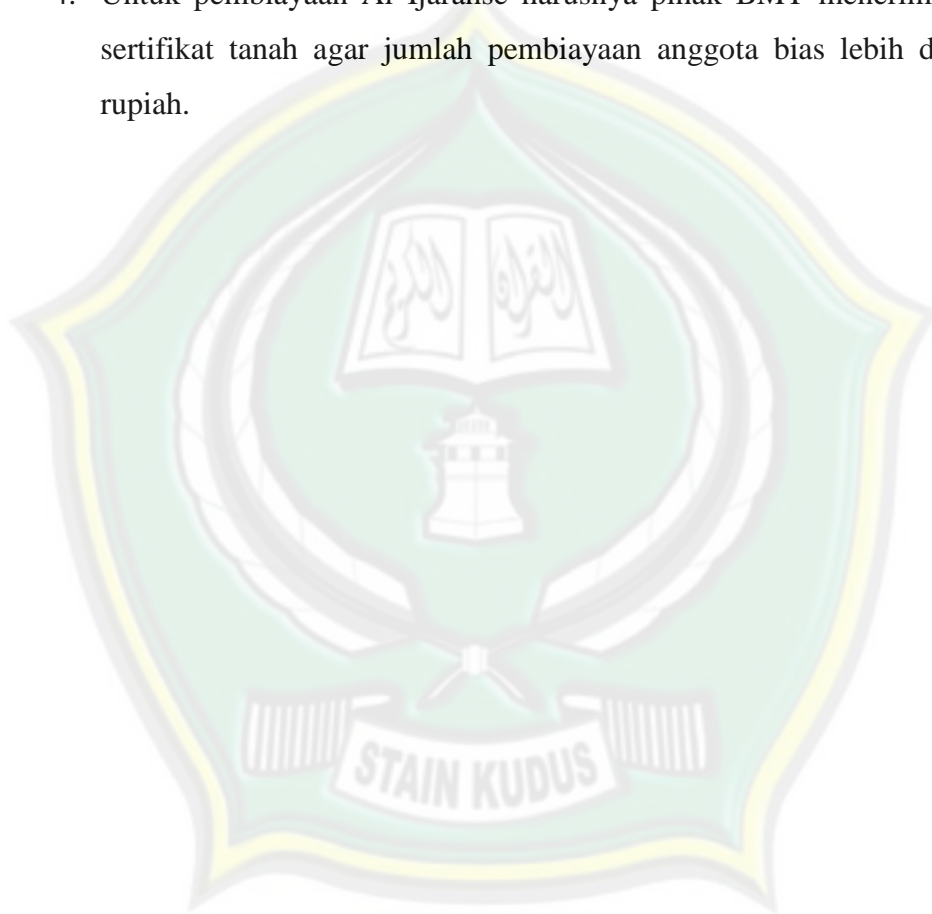 4. Untuk pembiayaan Al Ijaranse harusnya pihak BMT menerim
sertifikat tanah agar jumlah pembiayaan anggota bias lebih d
rupiah.
STAIN KUDUS